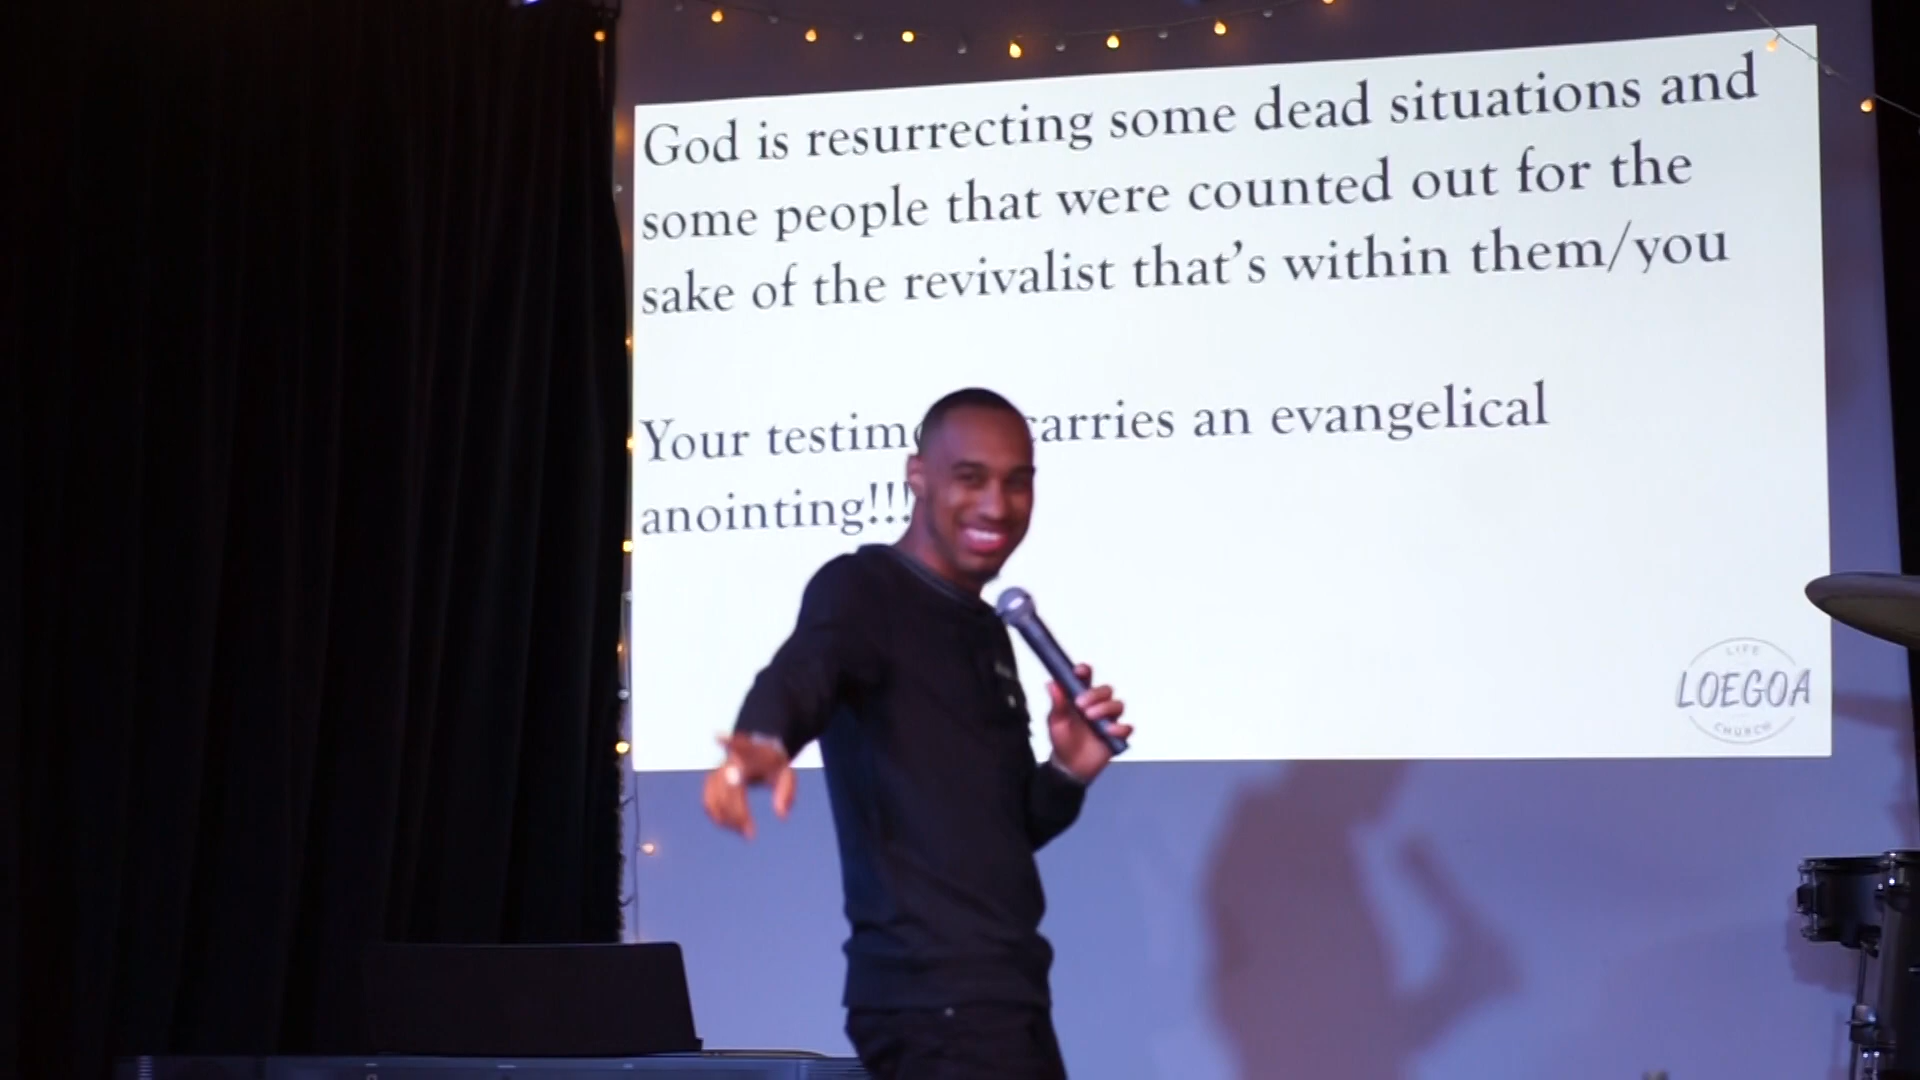 God is resurrecting some dead situations and
some people that were counted out for the
sake of the revivalist that's within them/you
Your carries an evangelical
anointing!!!
LIFE
LOEGOA
CHURCH